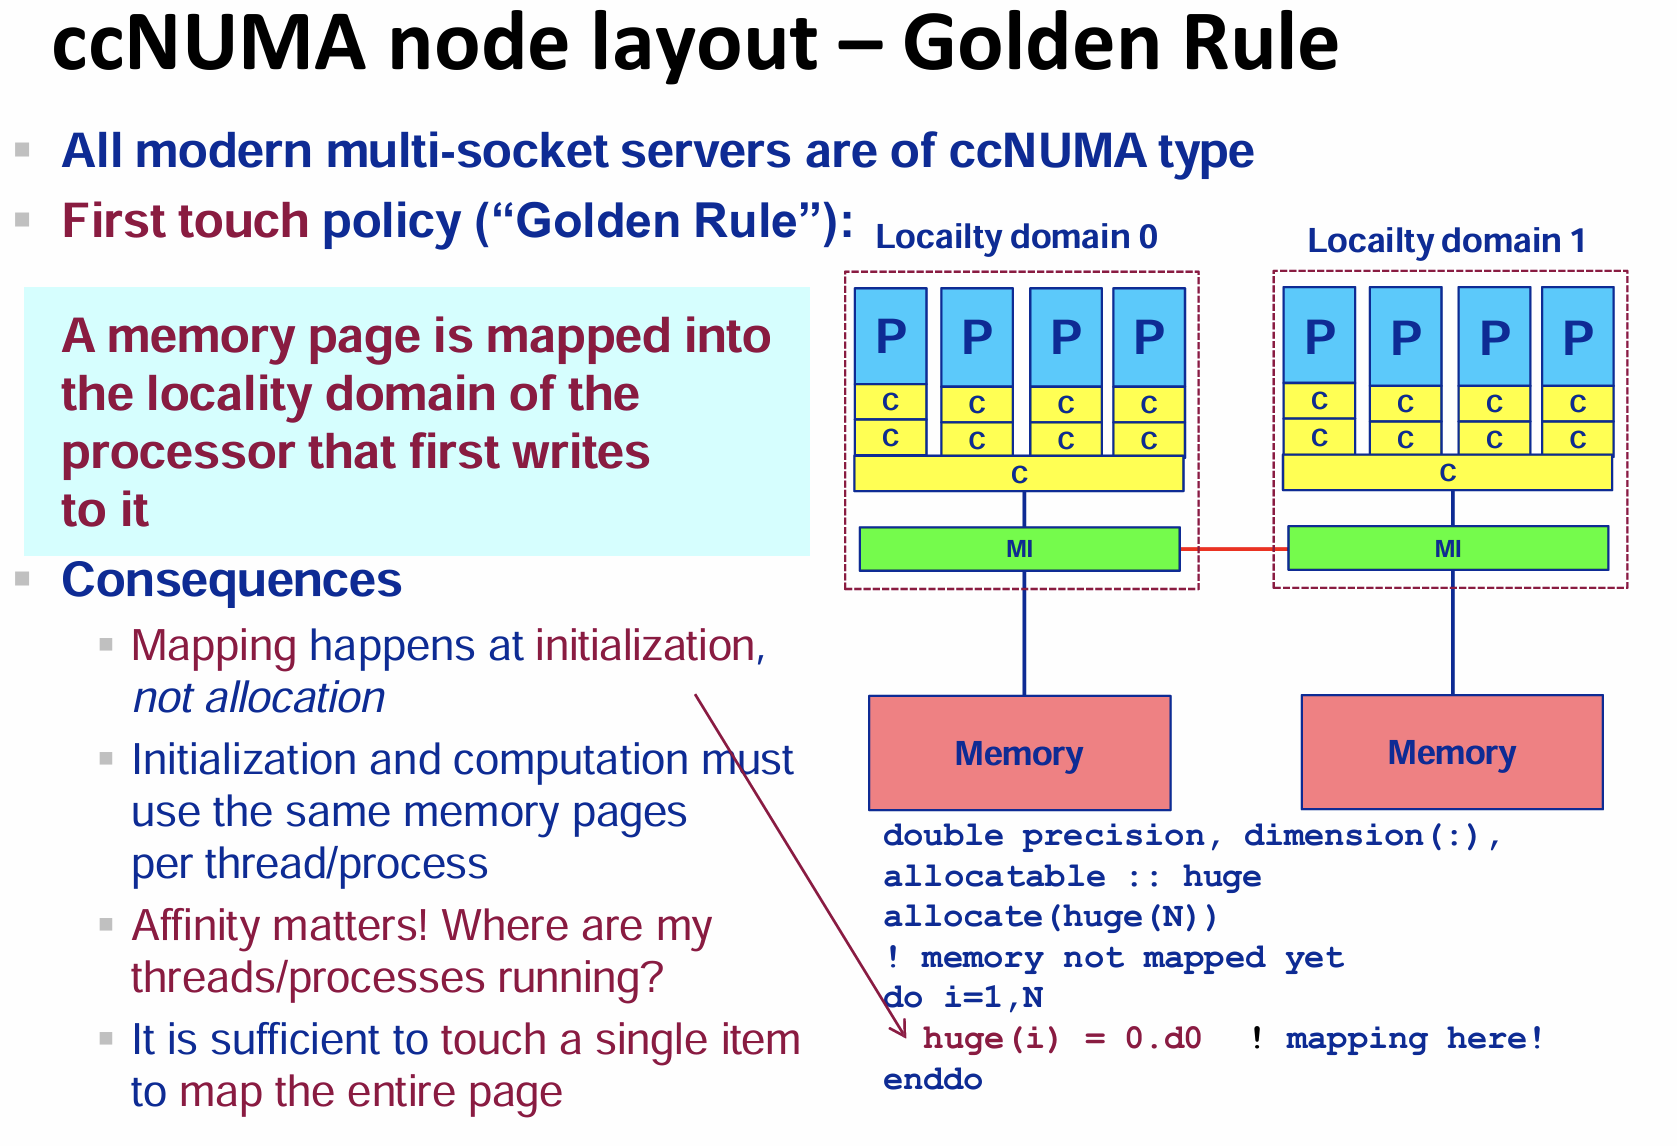 ccNUMA node layout – Golden Rule
All modern multi-socket servers are of ccNUMA type
First touch policy (“Golden Rule”):
A memory page is mapped into
the locality domain of the
processor that first writes
to it
Consequences
Mapping happens at initialization,
not allocation
Initialization and computation must
use the same memory pages
per thread/process
Affinity matters! Where are my
threads/processes running?
It is sufficient to touch a single item
to map the entire page
Locailty domain 0
P P P P
C C C C
C C C C
C
MI
Memory
Locailty domain 1
P P P P
C C C C
C C C C
C
MI
Memory
double precision, dimension(:),
allocatable :: huge
allocate(huge(N))
! memory not mapped yet
do i=1,N
huge(i) = 0.d0 ! mapping here!
enddo